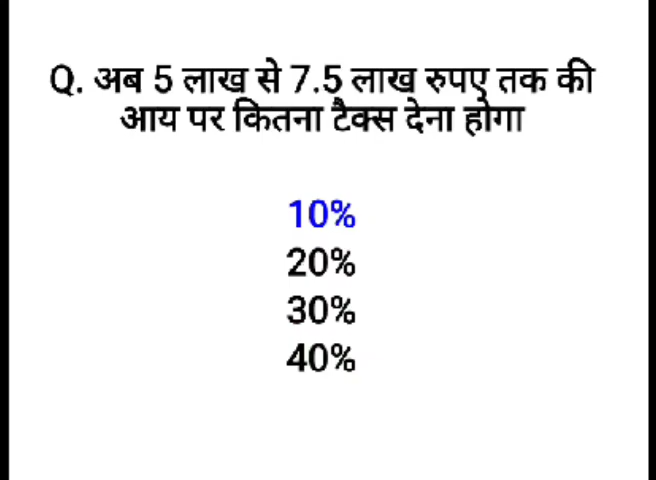 Q. अब 5 लाख से 7.5 लाख रुपए तक की
आय पर कितना टैक्स देना होगा
10%
20%
30%
40%